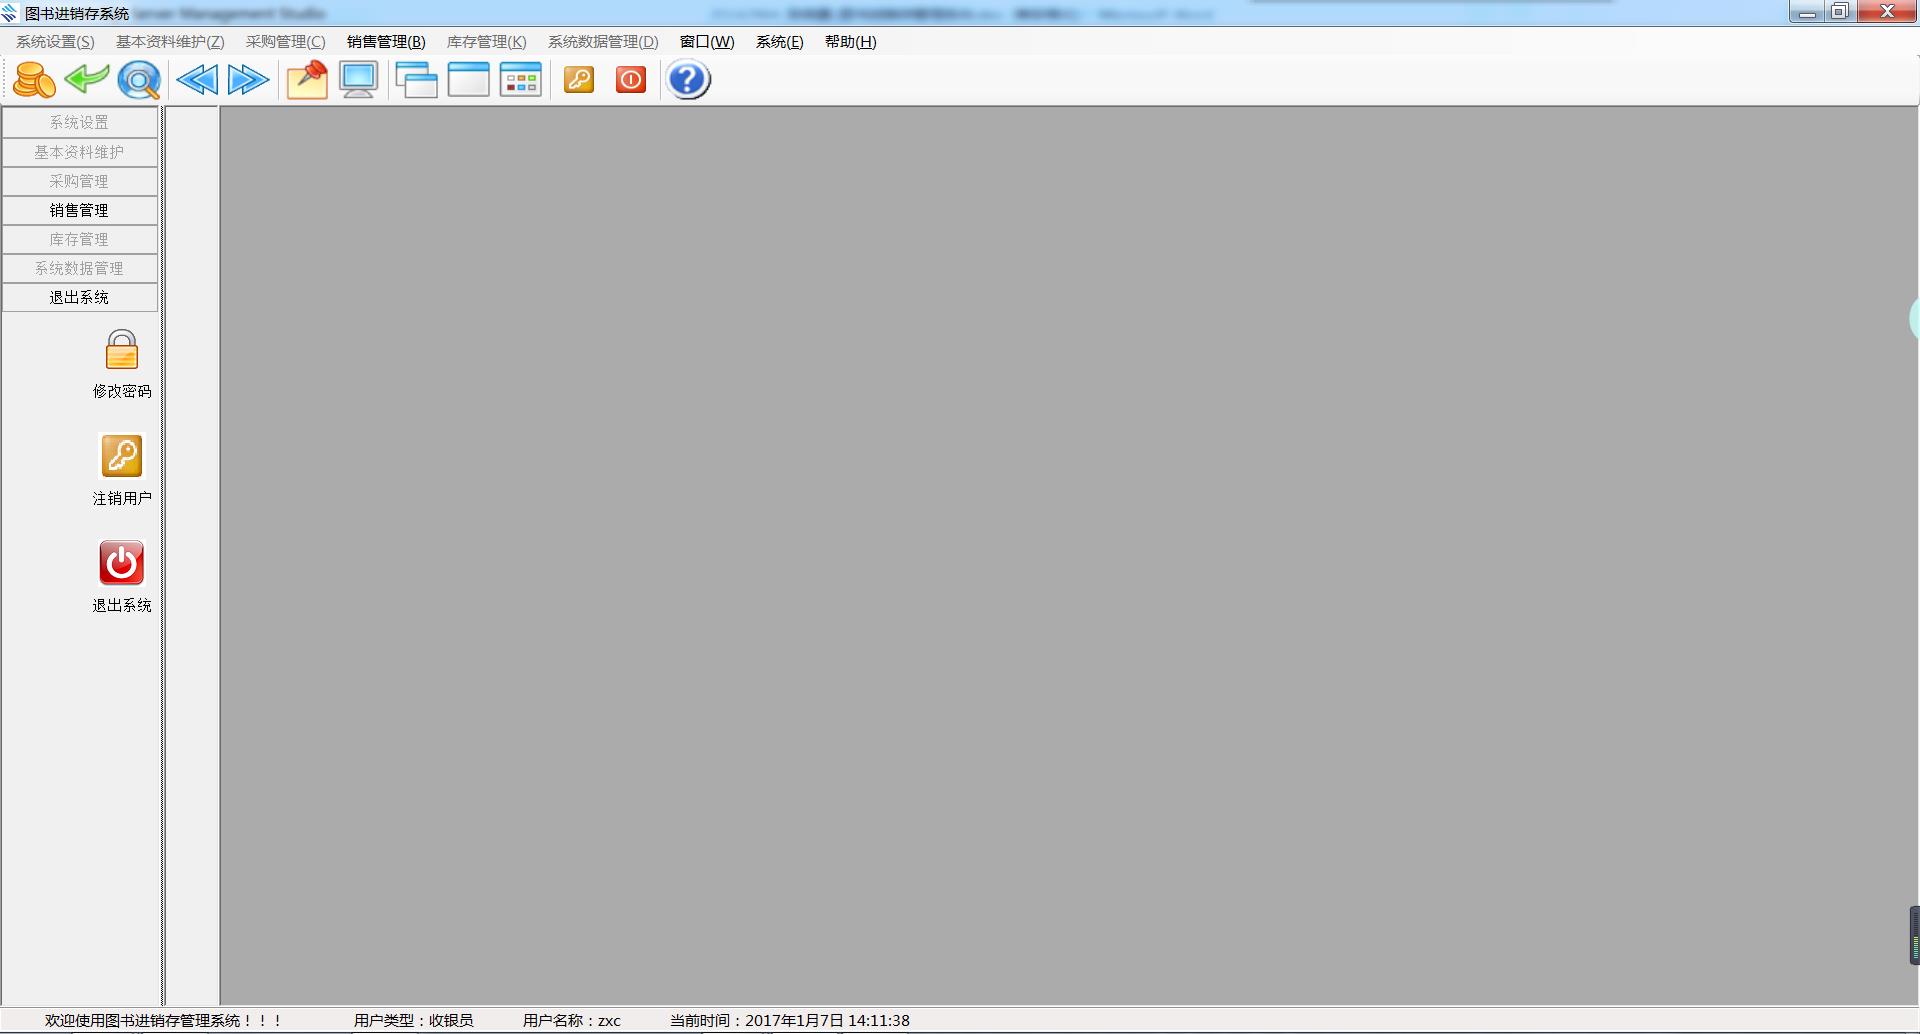 图书进销存系统 Server Management Studio
系统设置(S) 基本资料维护(Z) 采购管理(C) 销售管理(B) 库存管理(K) 系统数据管理(D) 窗口(W) 系统(E) 帮助(H)
系统设置
基本资料维护
采购管理
销售管理
库存管理
系统数据管理
退出系统
修改密码
注销用户
退出系统
欢迎使用图书进销存管理系统！！！ 用户类型：收银员 用户名称：zxc 当前时间：2017年1月7日 14:11:38